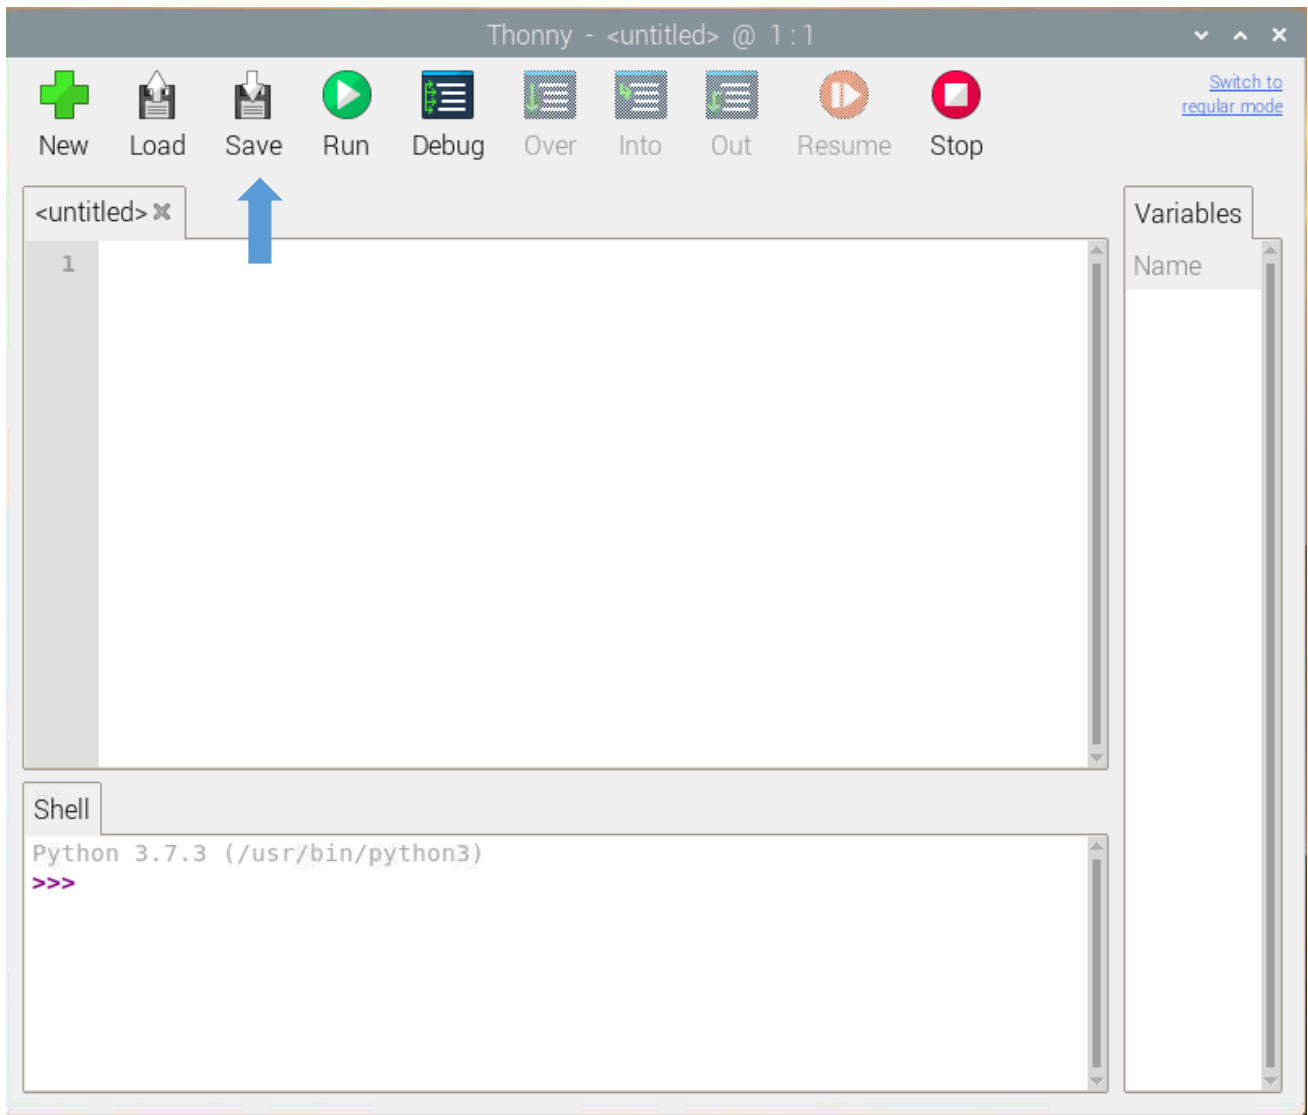 Thonny - <untitled> @ 1:1
New Load Save Run Debug Over Into Out Resume Stop
Switch to
regular mode
<untitled>
Variables
1
Name
Shell
Python 3.7.3 (/usr/bin/python3)
>>>